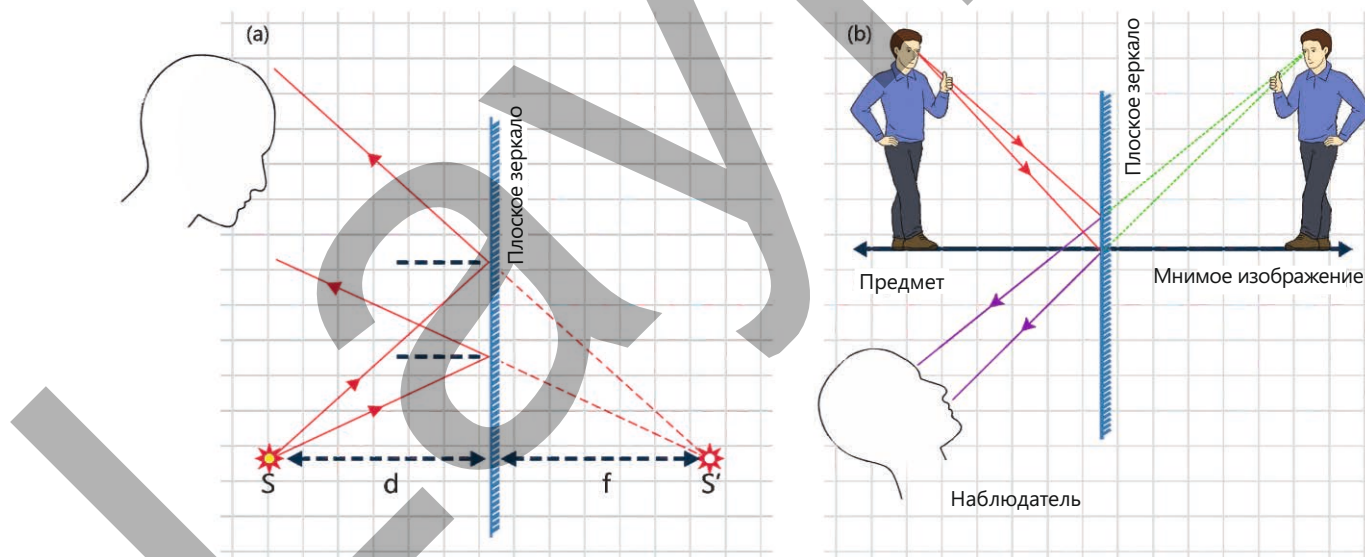 (a)
Плоское зеркало
S
d
f
S'
(b)
Плоское зеркало
Предмет
Мнимое изображение
Наблюдатель